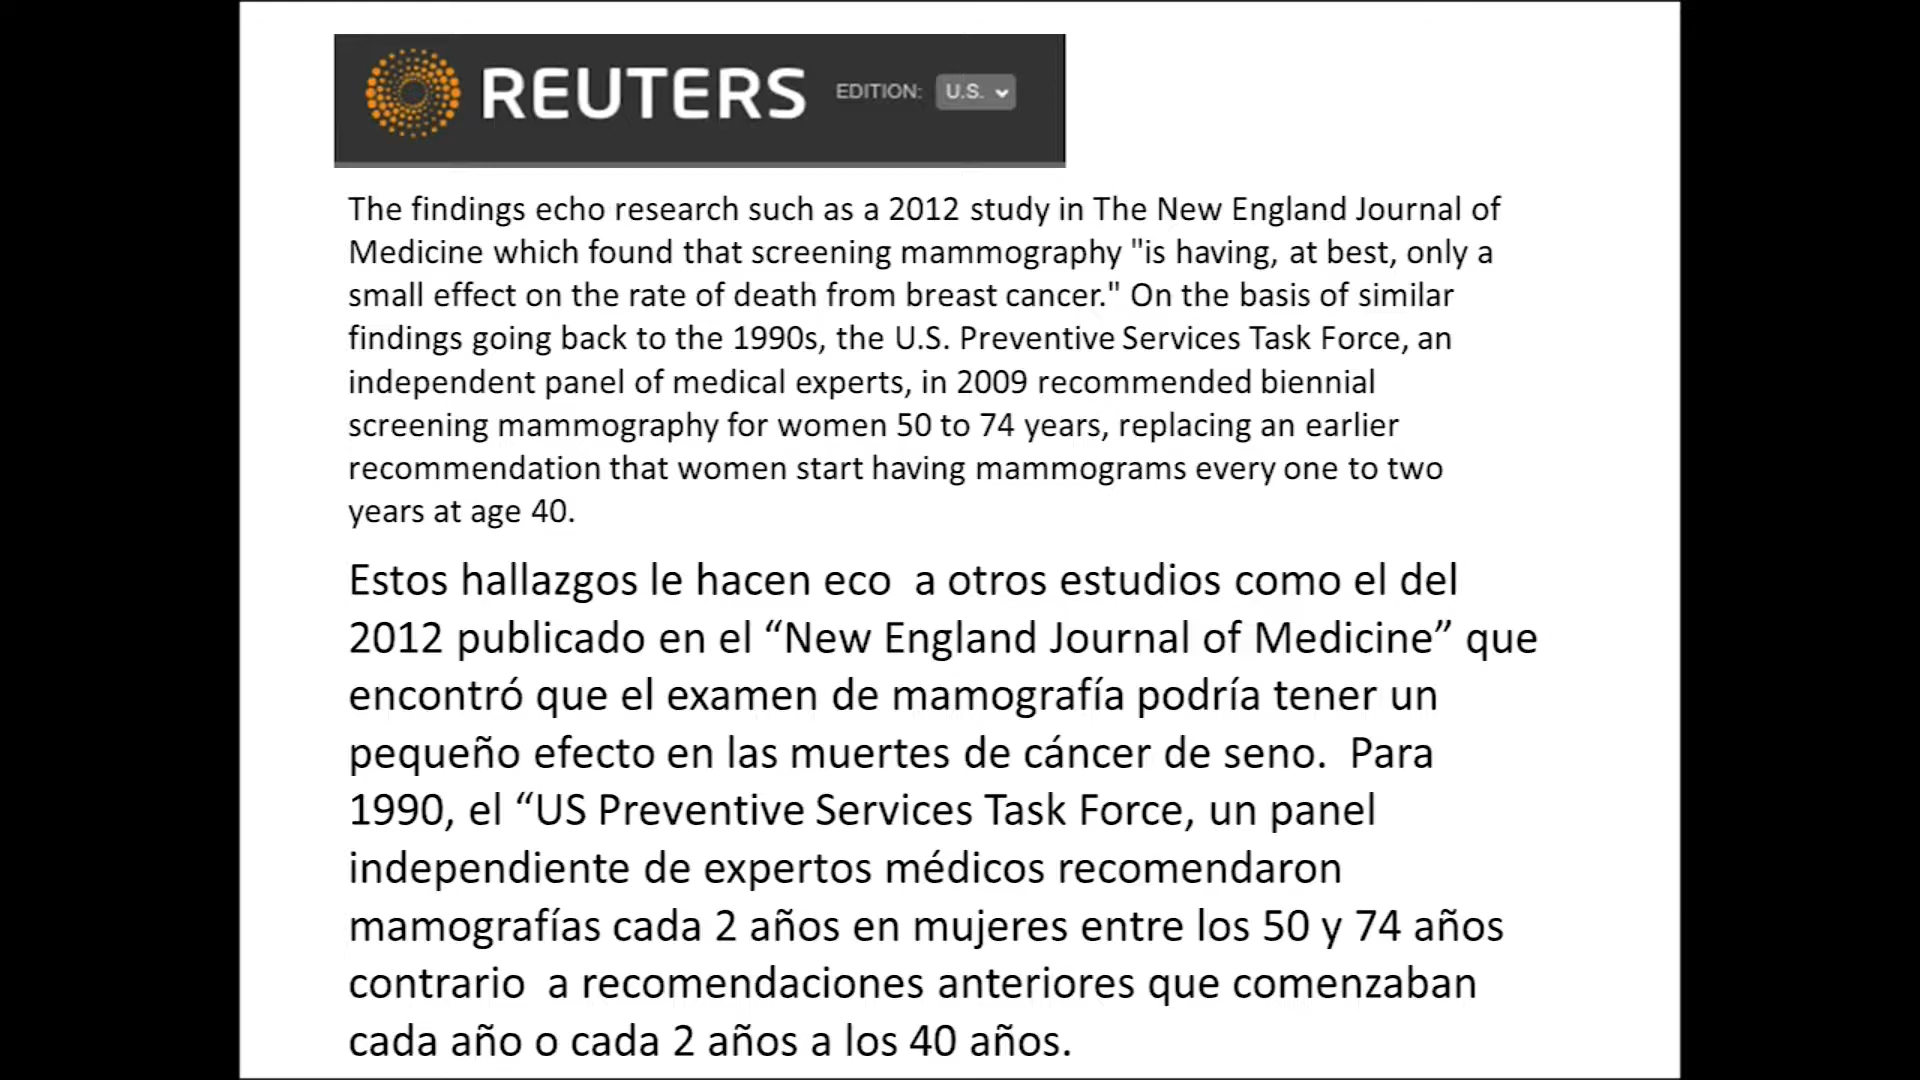 REUTERS EDITION: U.S.
The findings echo research such as a 2012 study in The New England Journal of
Medicine which found that screening mammography "is having, at best, only a
small effect on the rate of death from breast cancer." On the basis of similar
findings going back to the 1990s, the U.S. Preventive Services Task Force, an
independent panel of medical experts, in 2009 recommended biennial
screening mammography for women 50 to 74 years, replacing an earlier
recommendation that women start having mammograms every one to two
years at age 40.
Estos hallazgos le hacen eco  a otros estudios como el del
2012 publicado en el “New England Journal of Medicine” que
encontró que el examen de mamografía podría tener un
pequeño efecto en las muertes de cáncer de seno.  Para
1990, el “US Preventive Services Task Force, un panel
independiente de expertos médicos recomendaron
mamografías cada 2 años en mujeres entre los 50 y 74 años
contrario  a recomendaciones anteriores que comenzaban
cada año o cada 2 años a los 40 años.